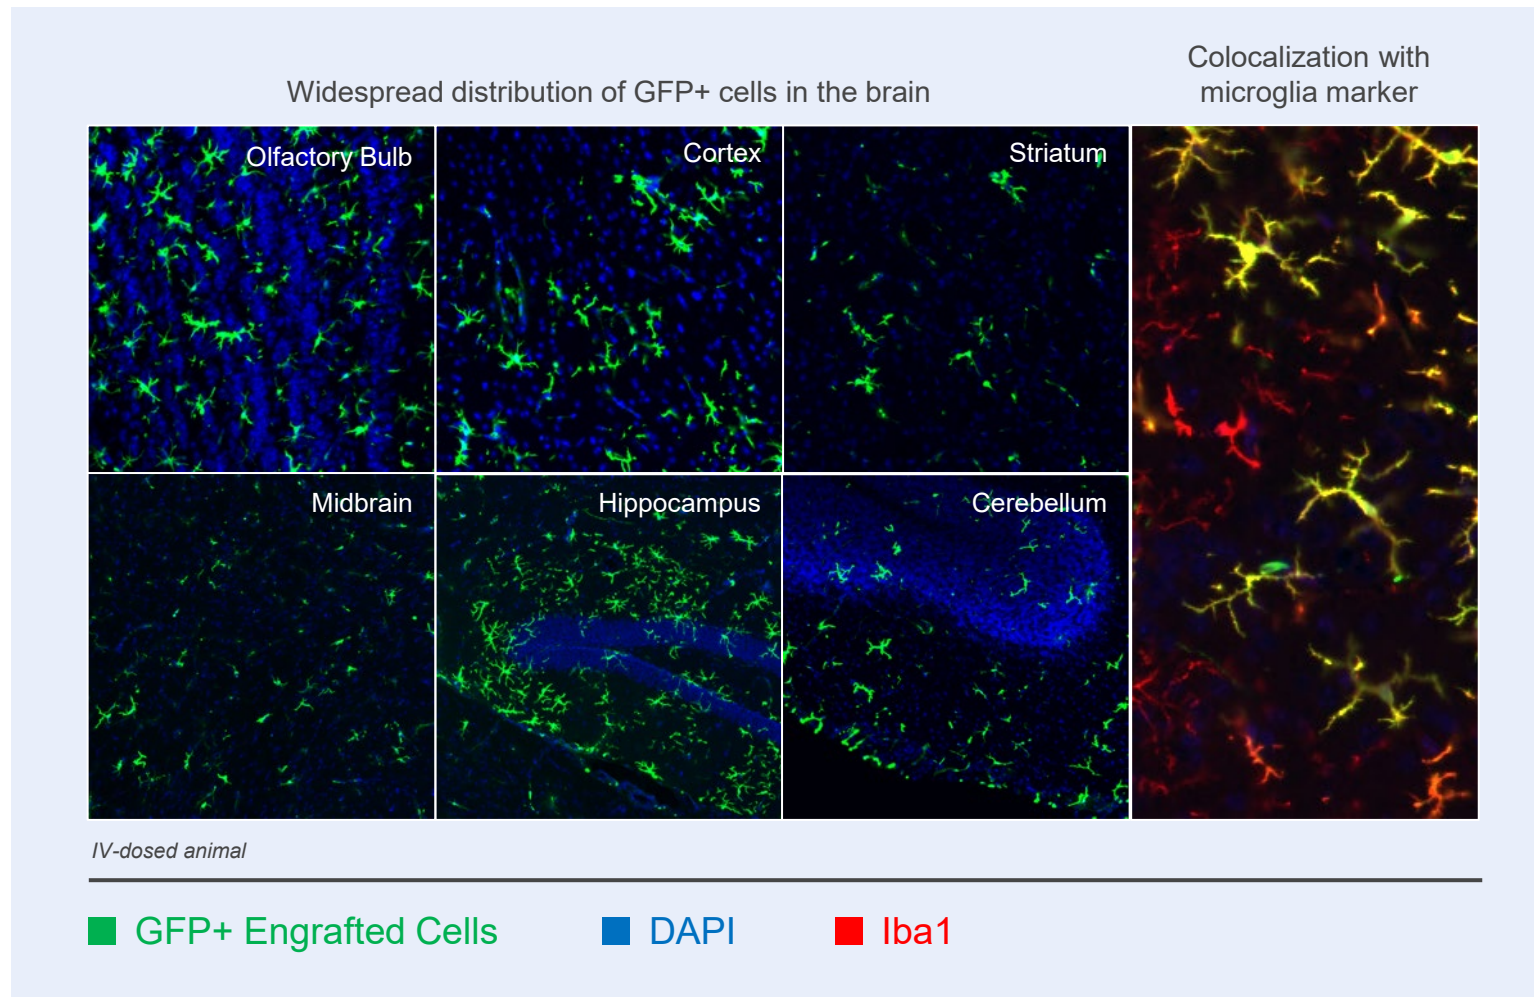 Widespread distribution of GFP+ cells in the brain
Colocalization with
microglia marker
Olfactory Bulb
Cortex
Striatum
Midbrain
Hippocampus
Cerebellum
IV-dosed animal
GFP+ Engrafted Cells
DAPI
Iba1